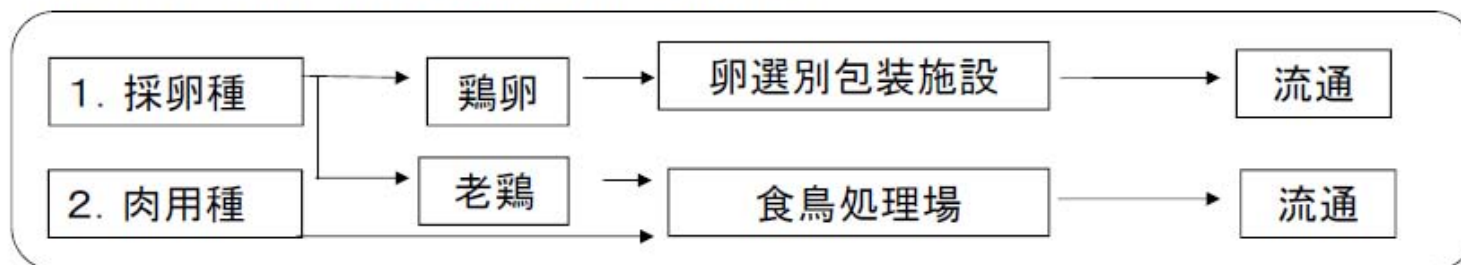 1. 採卵種
鶏卵
卵選別包装施設
流通
老鶏
2. 肉用種
食鳥処理場
流通